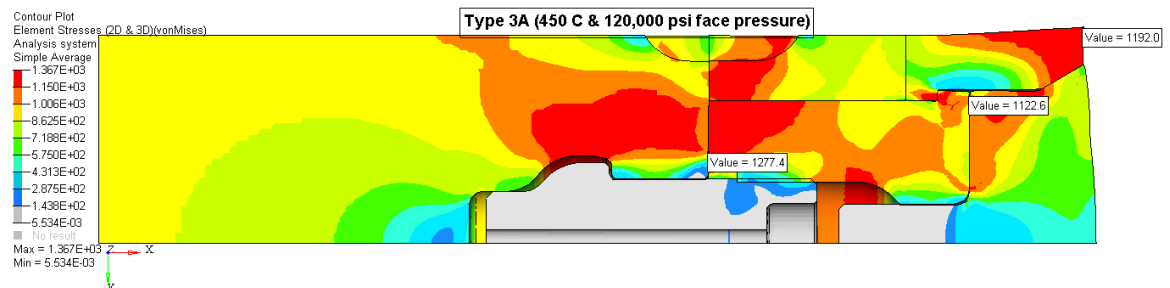 Contour Plot
Element Stresses (2D & 3D)(vonMises)
Analysis system
Simple Average
1.367E+03
1.150E+03
1.006E+03
8.625E+02
7.188E+02
5.750E+02
4.313E+02
2.875E+02
1.438E+02
5.534E-03
No result
Max = 1.367E+03
Min = 5.534E-03
Z
X
Y
Type 3A (450 C & 120,000 psi face pressure)
Value = 1192.0
Value = 1122.6
Value = 1277.4